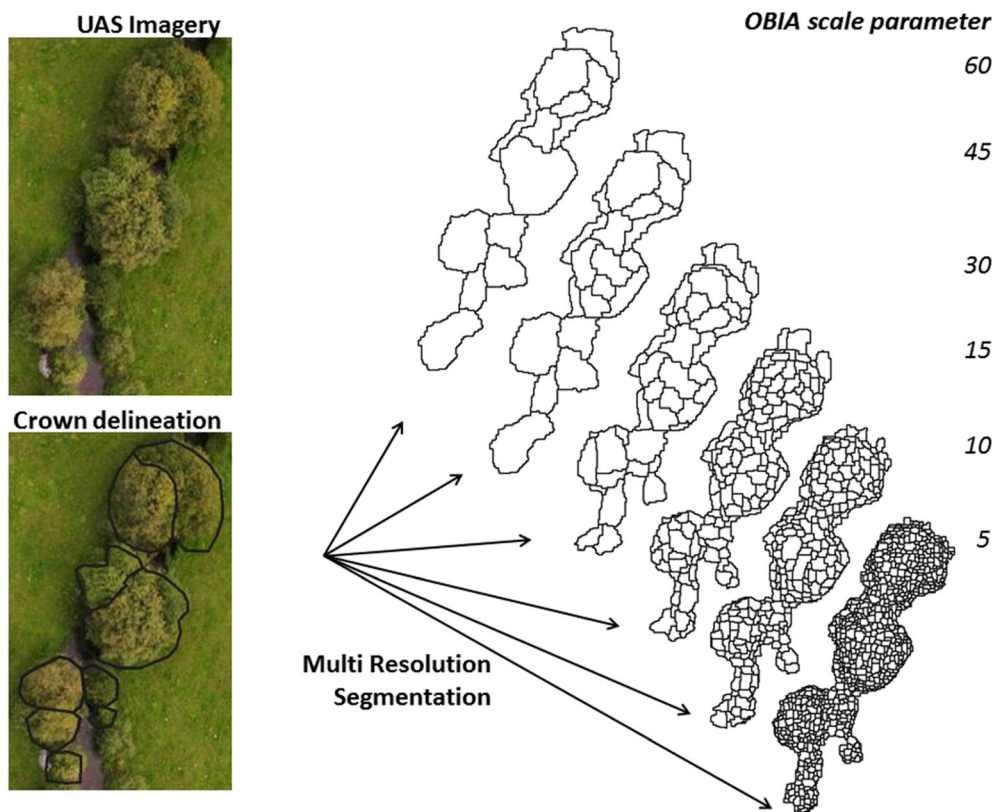 UAS Imagery
OBIA scale parameter
60
45
30
15
10
5
Crown delineation
Multi Resolution
Segmentation